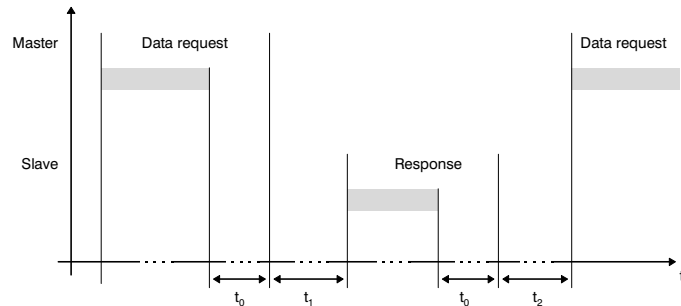 Master
Data request
Data request
Slave
Response
t
t0
t1
t0
t2